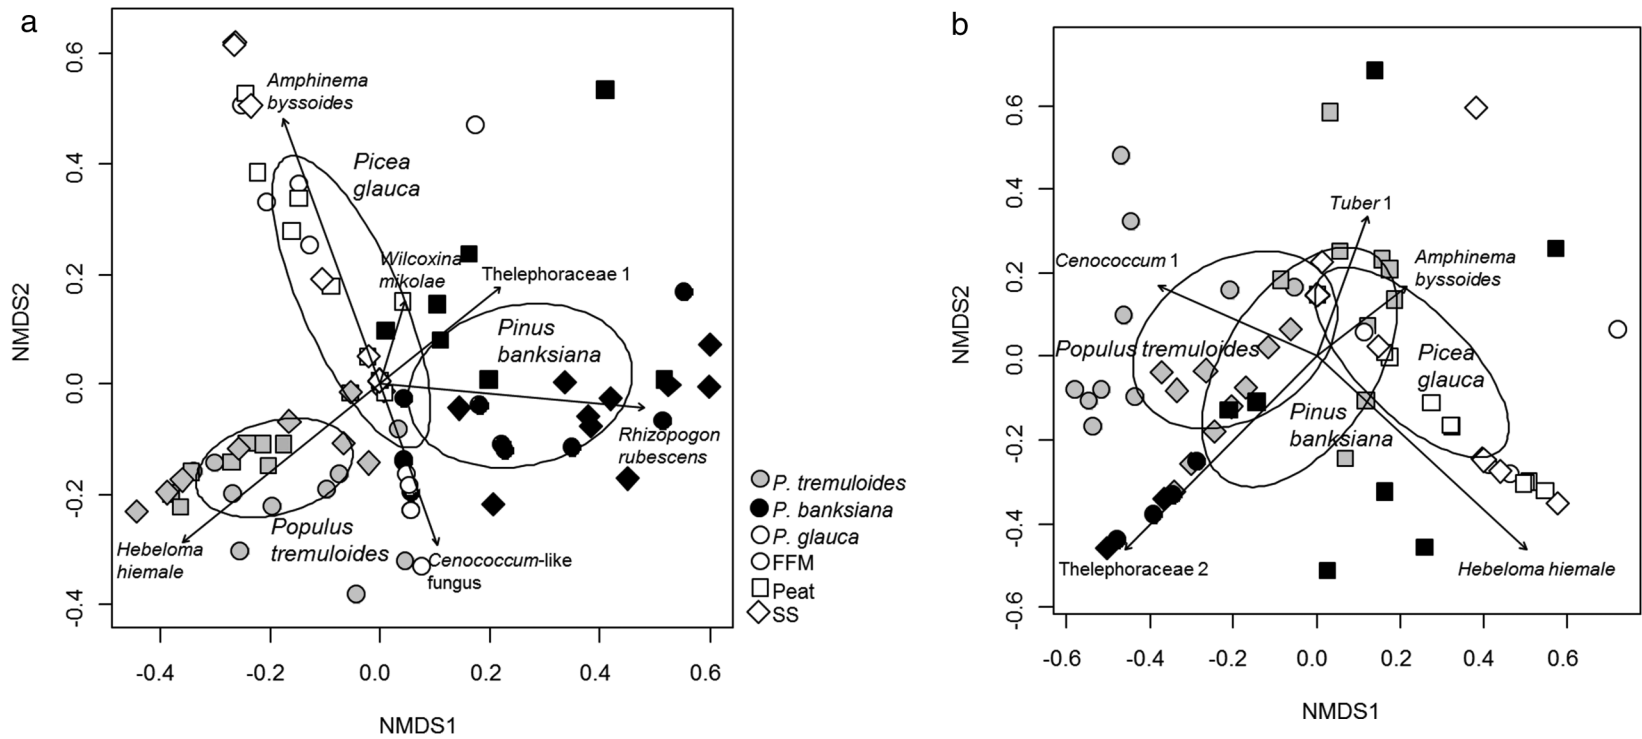 a
NMDS2
0.6
0.4
0.2
0.0
-0.2
-0.4
-0.4
-0.2
0.0
0.2
0.4
0.6
NMDS1
Amphinema
byssoides
Picea
glauca
Wilcoxina
mikolae
Thelephoraceae 1
Pinus
banksiana
Rhizopogon
rubescens
Populus
tremuloides
Hebeloma
hiemale
Cenococcum-like
fungus
P. tremuloides
P. banksiana
P. glauca
FFM
Peat
SS
b
NMDS2
0.6
0.4
0.2
0.0
-0.2
-0.4
-0.6
-0.6
-0.4
-0.2
0.0
0.2
0.4
0.6
NMDS1
Tuber 1
Cenococcum 1
Amphinema
byssoides
Populus tremuloides
Picea
glauca
Pinus
banksiana
Thelephoraceae 2
Hebeloma hiemale